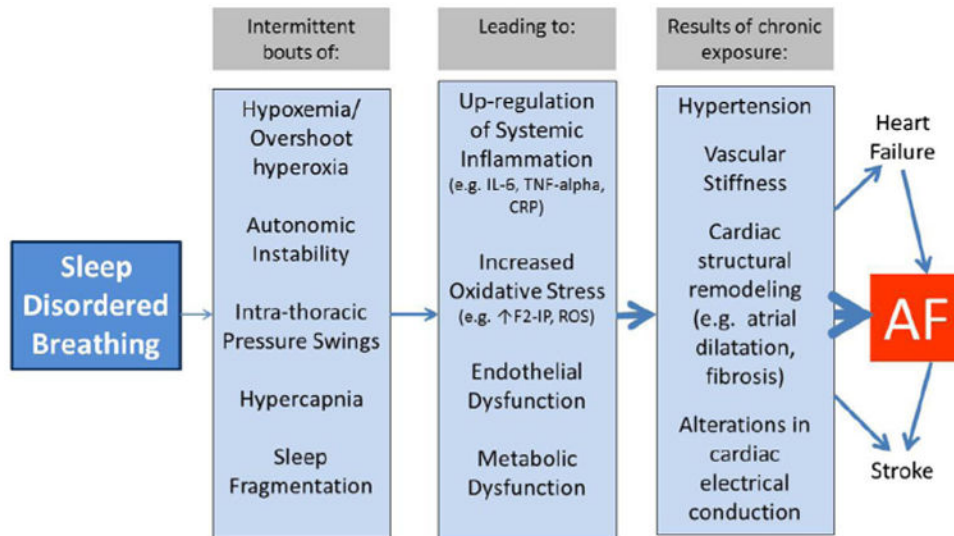 Intermittent
bouts of:
Leading to:
Results of chronic
exposure:
Sleep
Disordered
Breathing
Hypoxemia/
Overshoot
hyperoxia
Autonomic
Instability
Intra-thoracic
Pressure Swings
Hypercapnia
Sleep
Fragmentation
Up-regulation
of Systemic
Inflammation
(e.g. IL-6, TNF-alpha,
CRP)
Increased
Oxidative Stress
(e.g. ↑F2-IP, ROS)
Endothelial
Dysfunction
Metabolic
Dysfunction
Hypertension
Vascular
Stiffness
Cardiac
structural
remodeling
(e.g. atrial
dilatation,
fibrosis)
Alterations in
cardiac
electrical
conduction
Heart
Failure
AF
Stroke